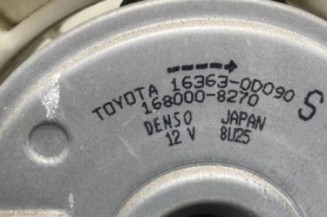 TOYOTA 16363-0D090
168000-8270 S
DENSO JAPAN
12 V 8U25